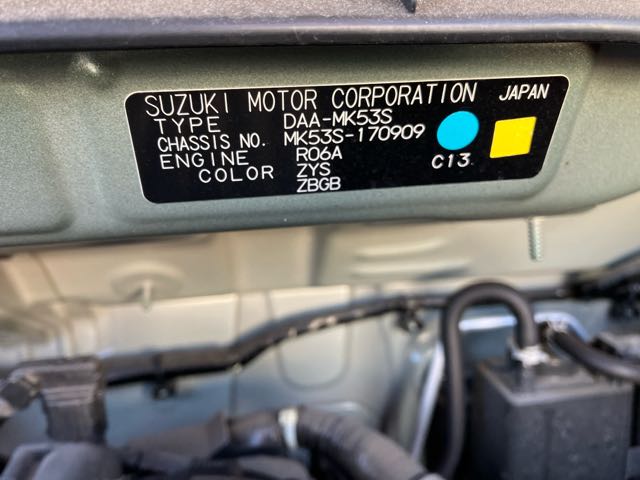 SUZUKI MOTOR CORPORATION JAPAN
TYPE DAA-MK53S
CHASSIS NO. MK53S-170909
ENGINE R06A
COLOR ZYS
ZBGB
C13